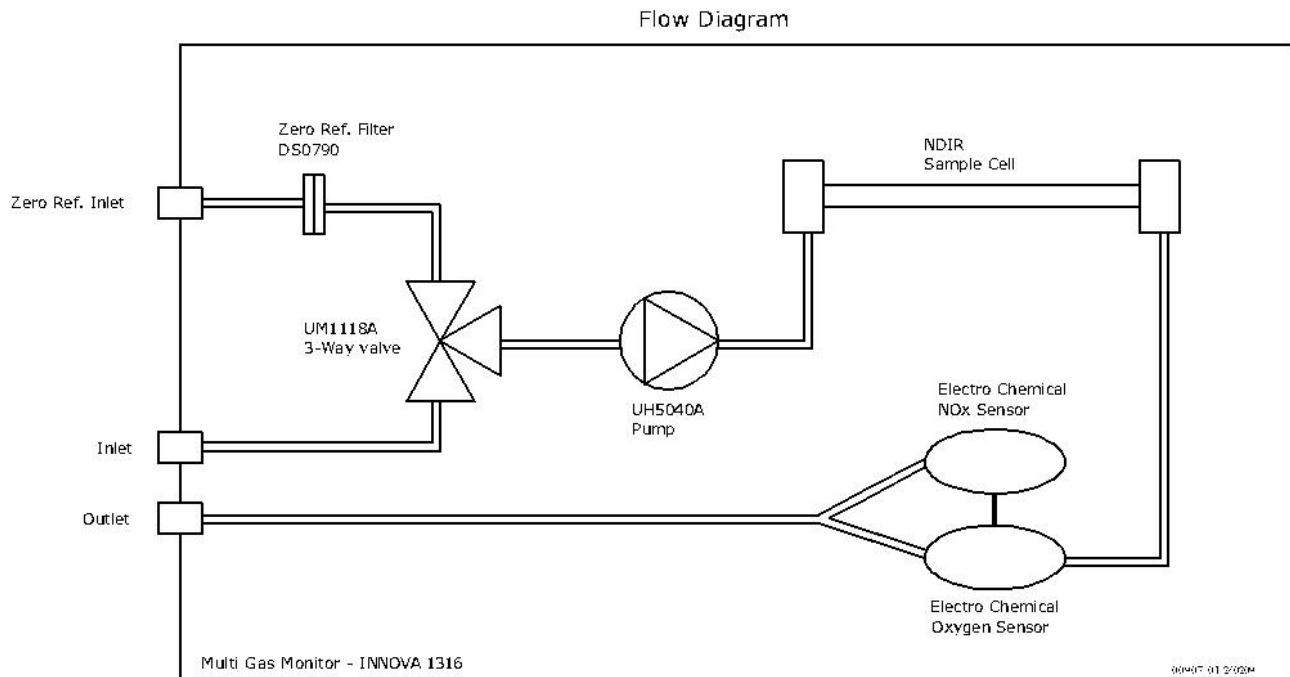 Flow Diagram
Zero Ref. Filter
DS0790
NDIR
Sample Cell
Zero Ref. Inlet
UM1118A
3-Way valve
UH5040A
Pump
Electro Chemical
NOx Sensor
Inlet
Outlet
Electro Chemical
Oxygen Sensor
Multi Gas Monitor - INNOVA 1316